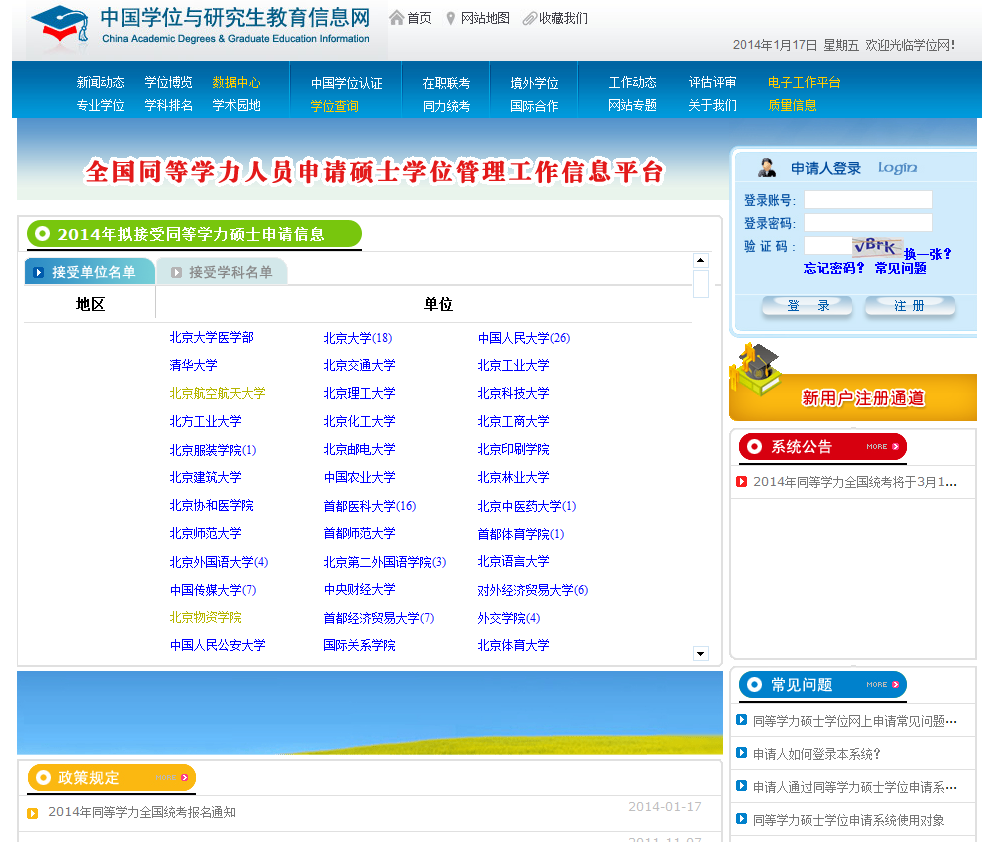 中国学位与研究生教育信息网
China Academic Degrees & Graduate Education Information
首页 网站地图 收藏我们
2014年1月17日 星期五 欢迎光临学位网!
新闻动态 学位博览 数据中心 中国学位认证 在职联考 境外学位 工作动态 评估评审 电子工作平台
专业学位 学科排名 学术园地 学位查询 同力统考 国际合作 网站专题 关于我们 质量信息
全国同等学力人员申请硕士学位管理工作信息平台
申请人登录 Login
登录账号:
登录密码:
验 证 码 : VBrK 换一张?
忘记密码? 常见问题
登 录 注 册
新用户注册通道
2014年拟接受同等学力硕士申请信息
接受单位名单 接受学科名单
地区 单位
北京大学医学部 北京大学(18) 中国人民大学(26)
清华大学 北京交通大学 北京工业大学
北京航空航天大学 北京理工大学 北京科技大学
北方工业大学 北京化工大学 北京工商大学
北京服装学院(1) 北京邮电大学 北京印刷学院
北京建筑大学 中国农业大学 北京林业大学
北京协和医学院 首都医科大学(16) 北京中医药大学(1)
北京师范大学 首都师范大学 首都体育学院(1)
北京外国语大学(4) 北京第二外国语学院(3) 北京语言大学
中国传媒大学(7) 中央财经大学 对外经济贸易大学(6)
北京物资学院 首都经济贸易大学(7) 外交学院(4)
中国人民公安大学 国际关系学院 北京体育大学
系统公告 MORE
2014年同等学力全国统考将于3月1...
常见问题 MORE
同等学力硕士学位网上申请常见问题...
申请人如何登录本系统?
申请人通过同等学力硕士学位申请系...
同等学力硕士学位申请系统使用对象
政策规定
2014年同等学力全国统考报名通知 2014-01-17